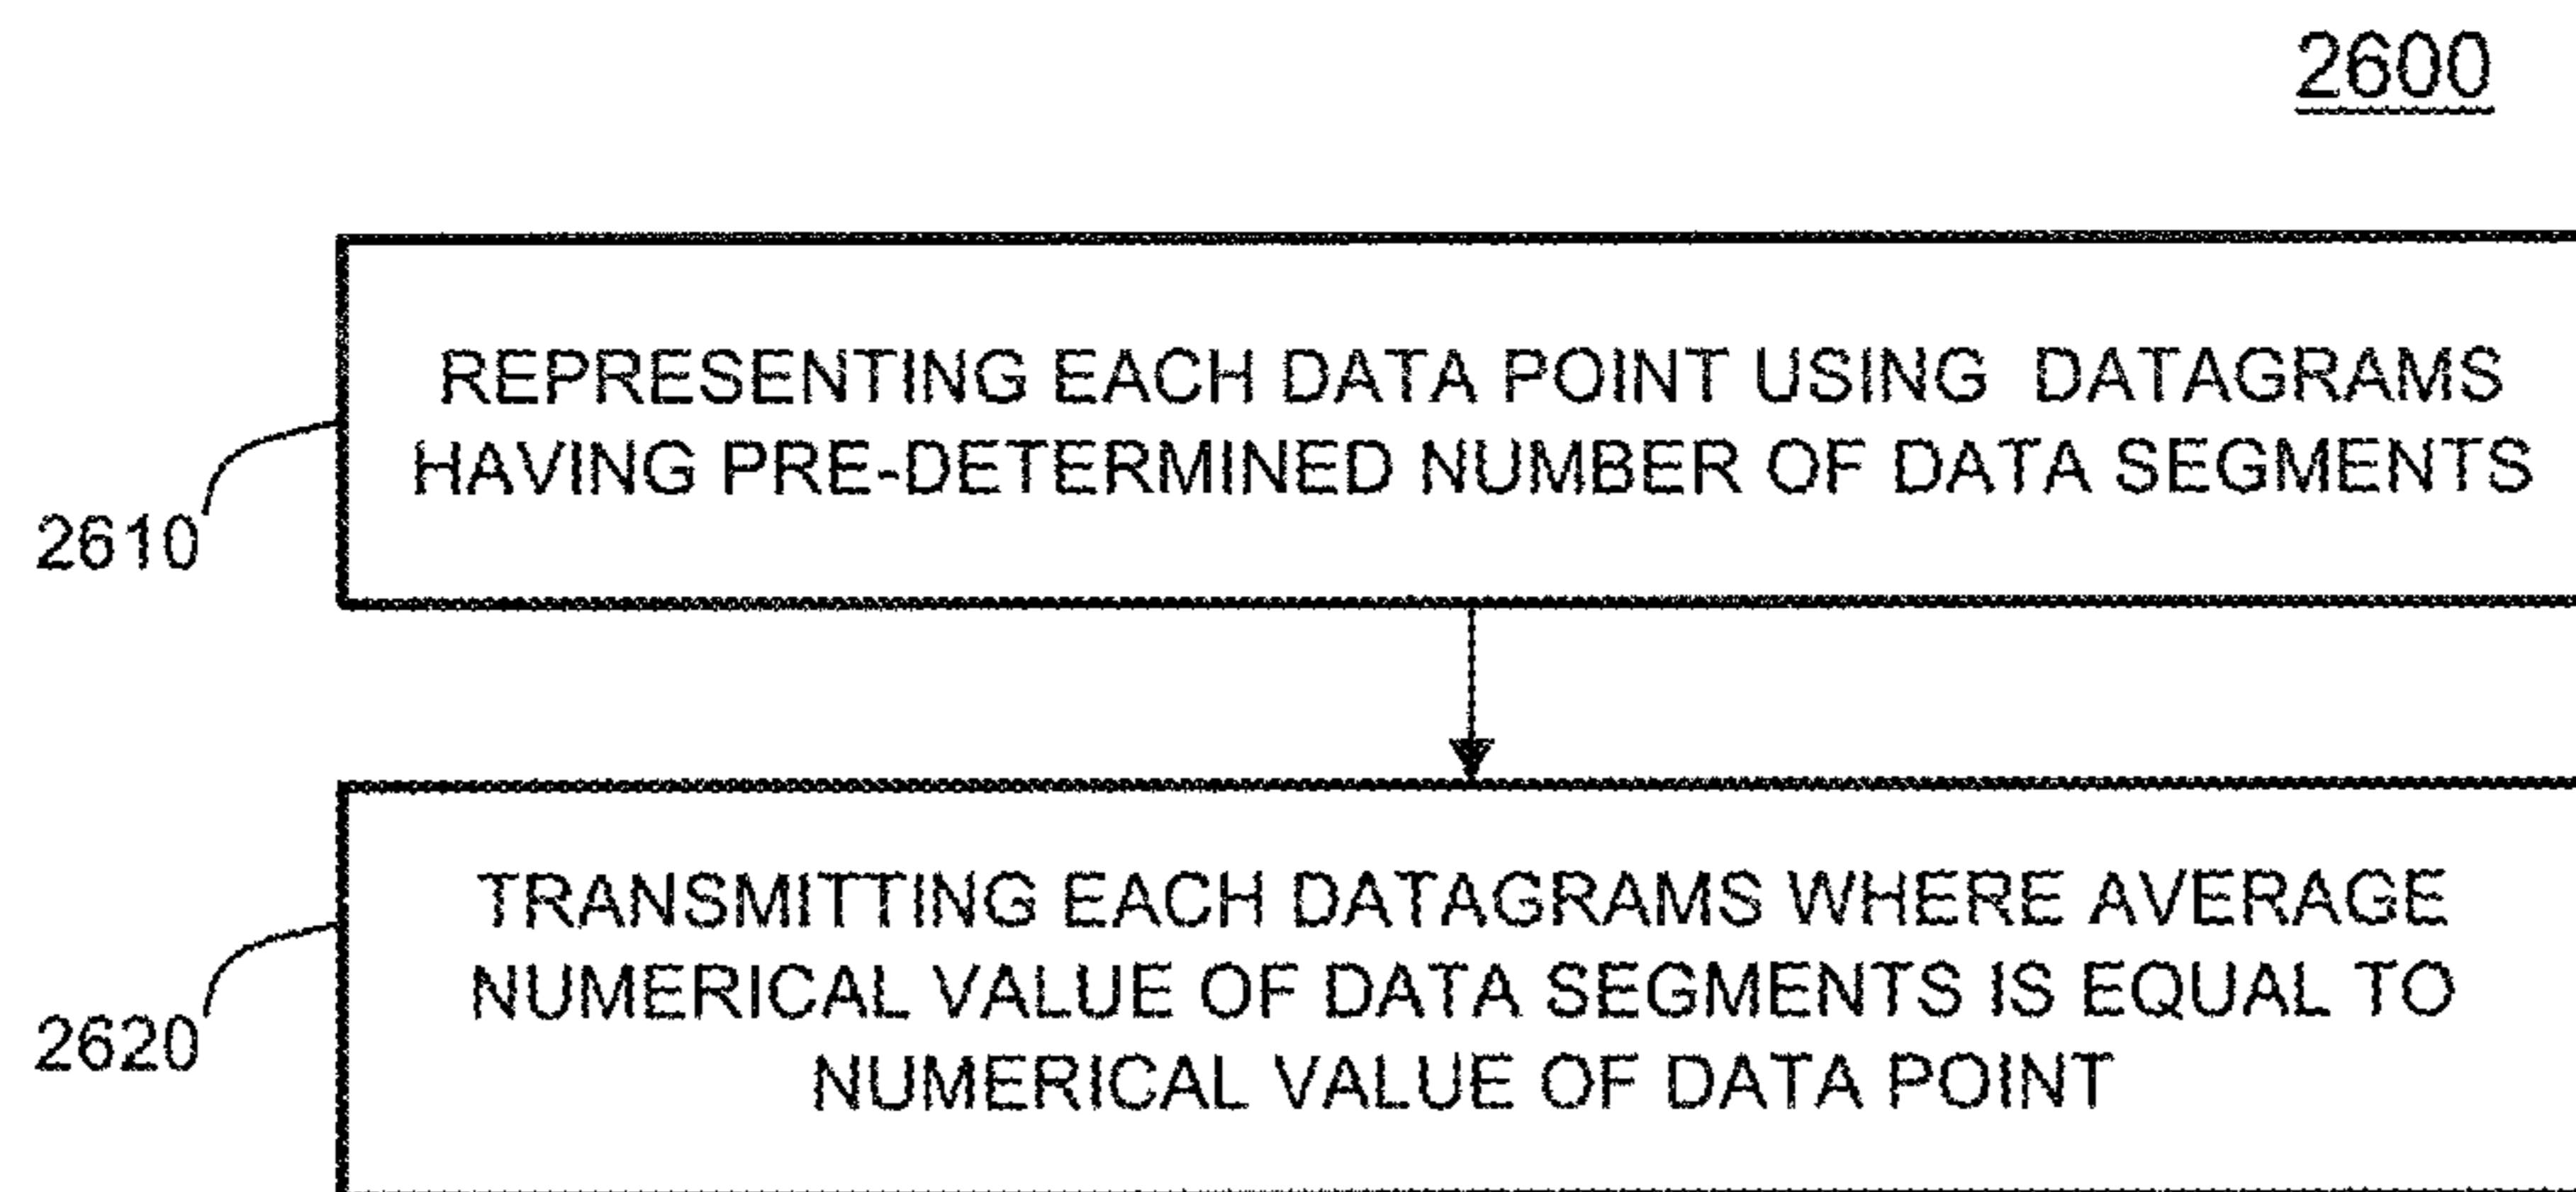 2600
REPRESENTING EACH DATA POINT USING DATAGRAMS
HAVING PRE-DETERMINED NUMBER OF DATA SEGMENTS
2610
TRANSMITTING EACH DATAGRAMS WHERE AVERAGE
NUMERICAL VALUE OF DATA SEGMENTS IS EQUAL TO
NUMERICAL VALUE OF DATA POINT
2620